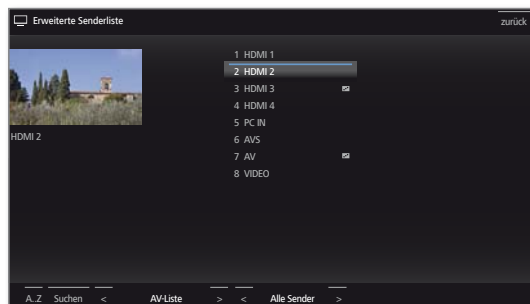 Erweiterte Senderliste zurück
1 HDMI 1
2 HDMI 2
3 HDMI 3
4 HDMI 4
5 PC IN
6 AVS
7 AV
8 VIDEO
HDMI 2
A..Z Suchen < AV-Liste > < Alle Sender >